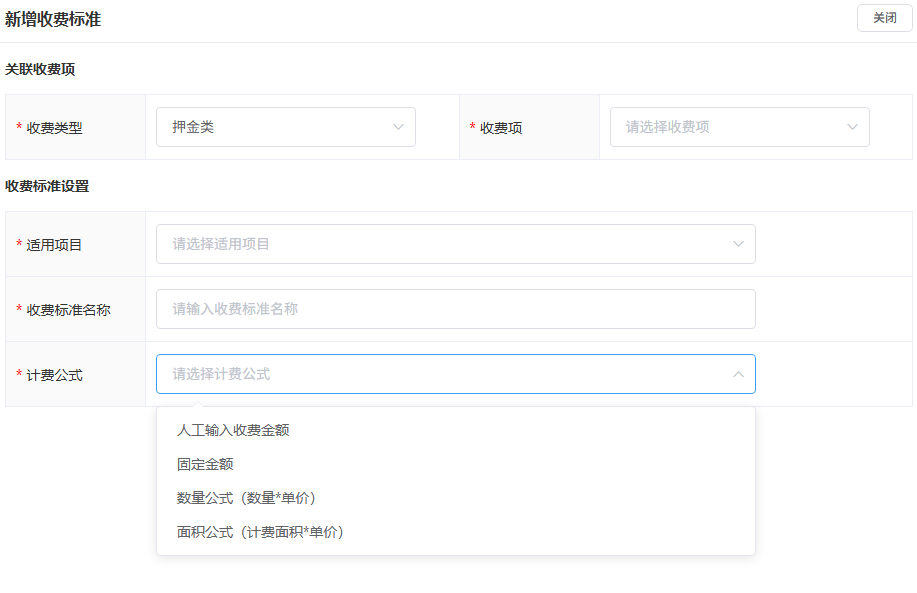 新增收费标准
关闭
关联收费项
* 收费类型
押金类
* 收费项
请选择收费项
收费标准设置
* 适用项目
请选择适用项目
* 收费标准名称
请输入收费标准名称
* 计费公式
请选择计费公式
人工输入收费金额
固定金额
数量公式（数量*单价）
面积公式（计费面积*单价）